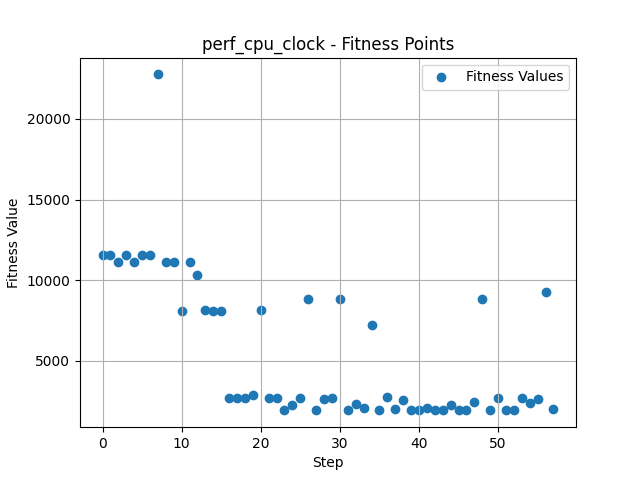 perf_cpu_clock - Fitness Points
Fitness Values
20000
15000
10000
5000
Fitness Value
0 10 20 30 40 50
Step